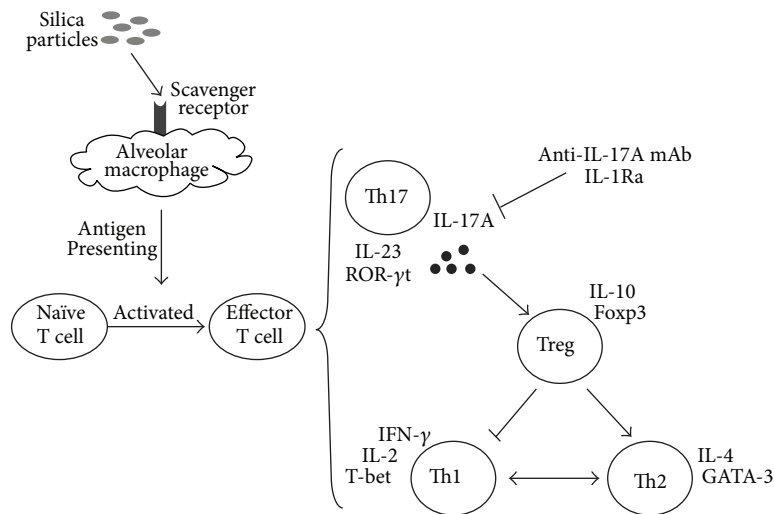 Silica
particles
Scavenger
receptor
Alveolar
macrophage
Antigen
Presenting
Naïve
T cell
Activated
Effector
T cell
Th17
IL-17A
IL-23
ROR-γt
Anti-IL-17A mAb
IL-1Ra
IL-10
Foxp3
Treg
IFN-γ
IL-2
T-bet
Th1
Th2
IL-4
GATA-3